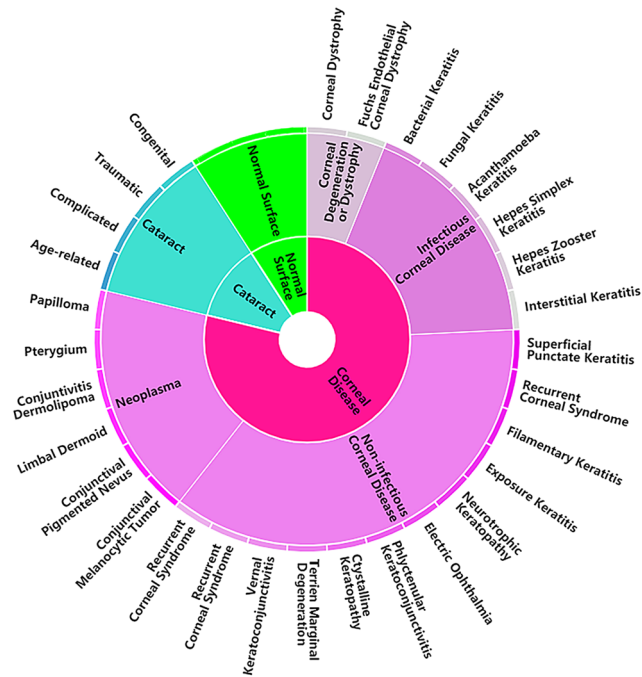 Corneal Dystrophy
Fuchs Endothelial
Corneal Dystrophy
Bacterial Keratitis
Fungal Keratitis
Acanthamoeba
Keratitis
Hepes Simplex
Keratitis
Hepes Zooster
Keratitis
Interstitial Keratitis
Superficial
Punctate Keratitis
Recurrent
Corneal Syndrome
Filamentary Keratitis
Exposure Keratitis
Neurotrophic
Keratopathy
Electric Ophthalmia
Phlyctenular
Keratoconjunctivitis
Ctystalline
Keratopathy
Terrien Marginal
Degeneration
Vernal
Keratoconjunctivitis
Recurrent
Corneal Syndrome
Recurrent
Corneal Syndrome
Conjunctival
Melanocytic Tumor
Conjunctival
Pigmented Nevus
Limbal Dermoid
Conjuntivitis
Dermolipoma
Pterygium
Papilloma
Age-related
Complicated
Traumatic
Congenital
Normal Surface
Corneal
Degeneration
or Dystrophy
Infectious
Corneal Disease
Non-infectious
Corneal Disease
Neoplasma
Cataract
Normal
Surface
Cataract
Corneal
Disease